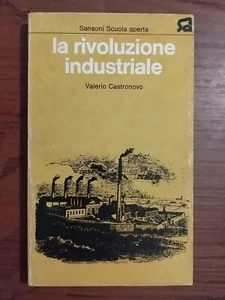 Sansoni Scuola aperta
la rivoluzione
industriale
Valerio Castronovo